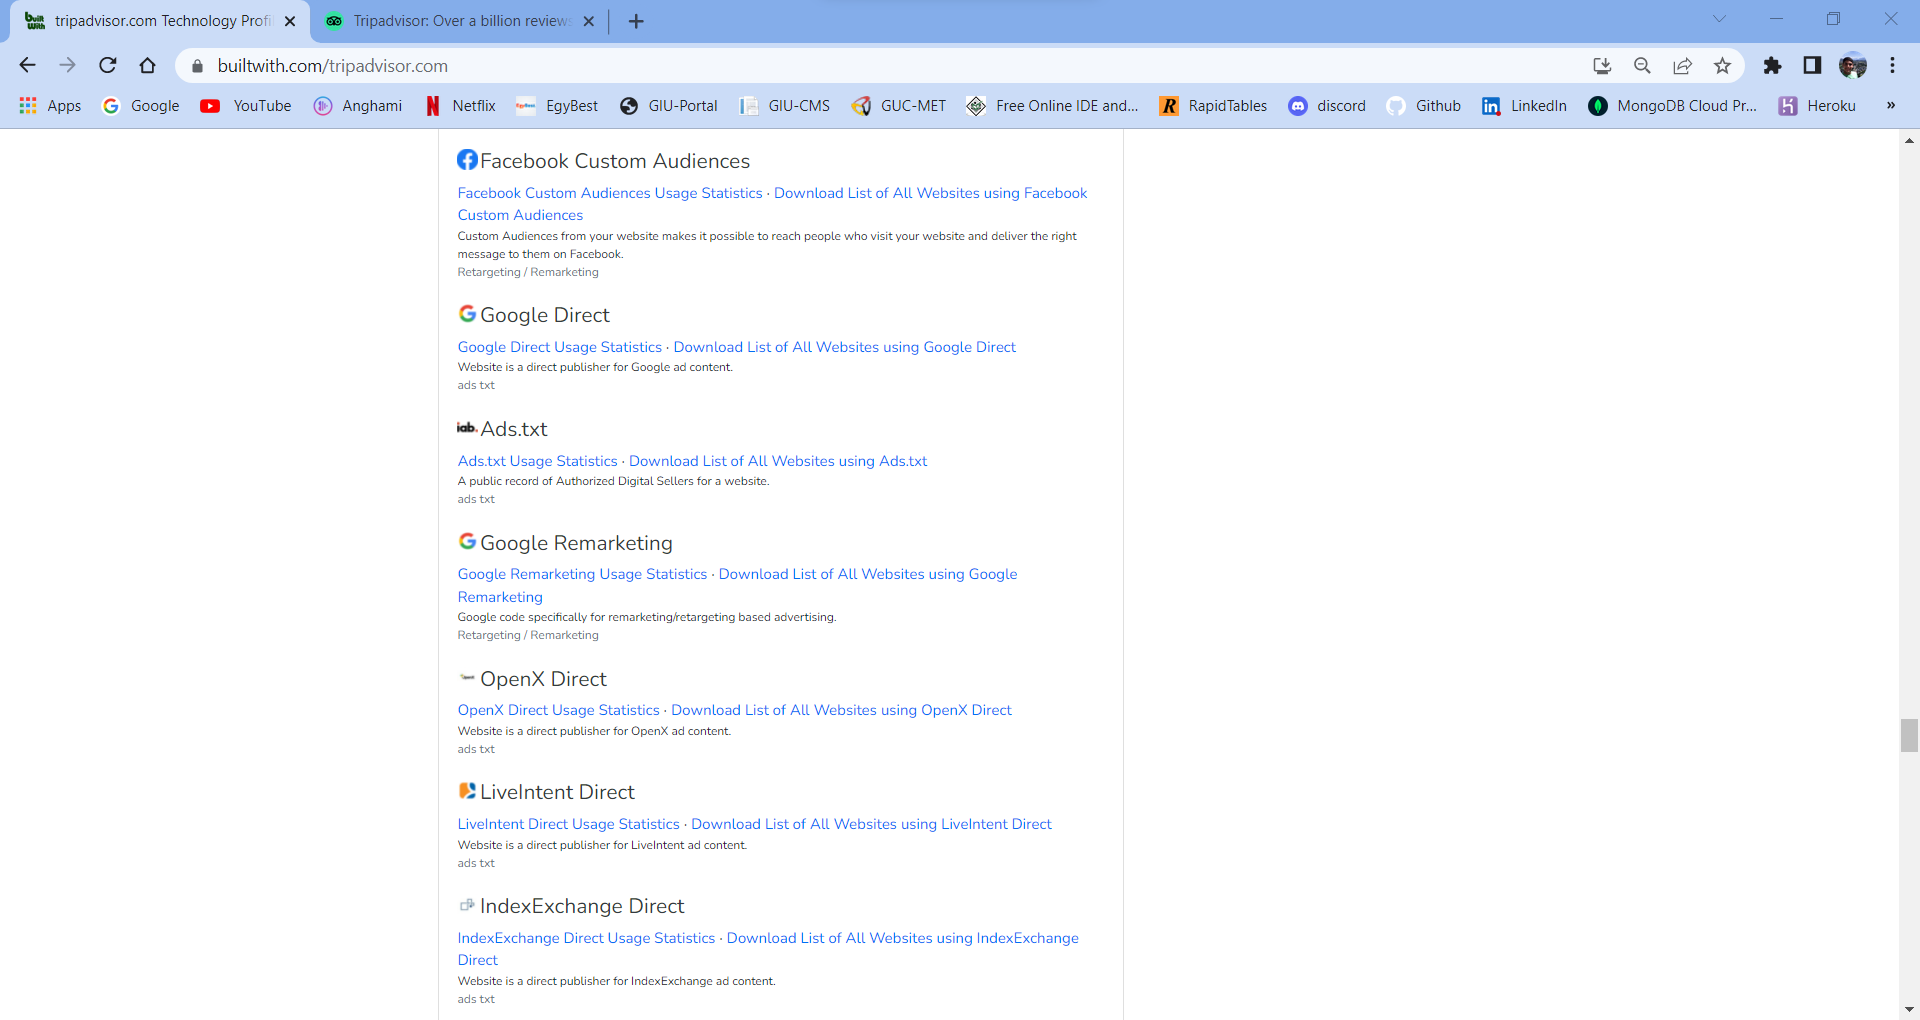 tripadvisor.com Technology Profi
Tripadvisor: Over a billion reviews
builtwith.com/tripadvisor.com
Apps Google YouTube Anghami Netflix EgyBest GIU-Portal GIU-CMS GUC-MET Free Online IDE and... RapidTables discord Github LinkedIn MongoDB Cloud Pr... Heroku »
Facebook Custom Audiences
Facebook Custom Audiences Usage Statistics · Download List of All Websites using Facebook
Custom Audiences
Custom Audiences from your website makes it possible to reach people who visit your website and deliver the right
message to them on Facebook.
Retargeting / Remarketing
Google Direct
Google Direct Usage Statistics · Download List of All Websites using Google Direct
Website is a direct publisher for Google ad content.
ads txt
iab. Ads.txt
Ads.txt Usage Statistics · Download List of All Websites using Ads.txt
A public record of Authorized Digital Sellers for a website.
ads txt
Google Remarketing
Google Remarketing Usage Statistics · Download List of All Websites using Google
Remarketing
Google code specifically for remarketing/retargeting based advertising.
Retargeting / Remarketing
OpenX Direct
OpenX Direct Usage Statistics · Download List of All Websites using OpenX Direct
Website is a direct publisher for OpenX ad content.
ads txt
LiveIntent Direct
LiveIntent Direct Usage Statistics · Download List of All Websites using LiveIntent Direct
Website is a direct publisher for LiveIntent ad content.
ads txt
IndexExchange Direct
IndexExchange Direct Usage Statistics · Download List of All Websites using IndexExchange
Direct
Website is a direct publisher for IndexExchange ad content.
ads txt